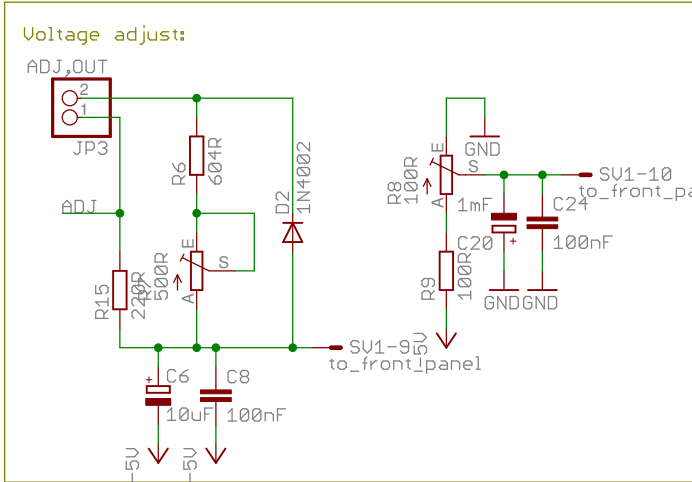 Voltage adjust:
ADJ,OUT
2
1
JP3
R6
604R
D2
1N4002
ADJ
E
S
A
500R
R15
220R
SV1-9
to_front_panel
C6
10uF
C8
100nF
-5V
-5V
E
GND
S
R8
100R
A
SV1-10
to_front_pa
1mF
C24
C20
100nF
R9
100R
GND
GND
5V